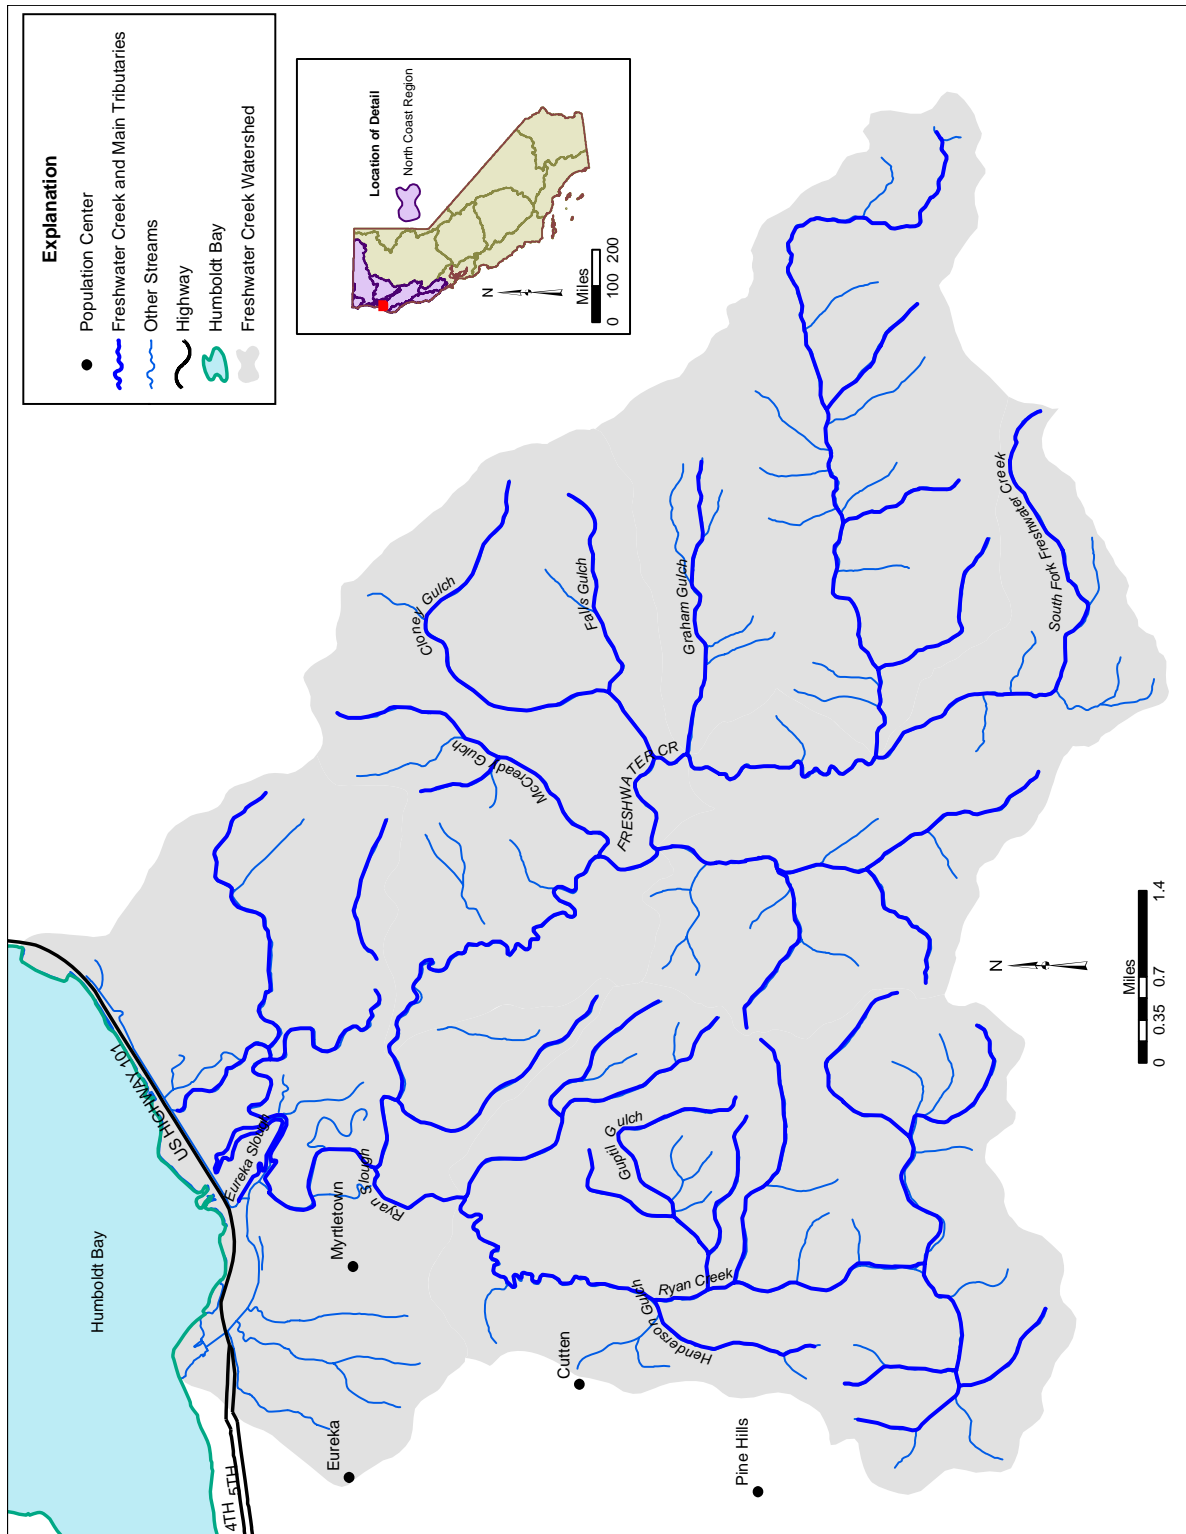 Explanation
Population Center
Freshwater Creek and Main Tributaries
Other Streams
Highway
Humboldt Bay
Freshwater Creek Watershed
Location of Detail
North Coast Region
N
Miles
0 100 200
Humboldt Bay
US HIGHWAY 101
4TH
5TH
Eureka Slough
Myrtletown
Ryan Slough
Eureka
Cutten
Pine Hills
Henderson Gulch
Ryan Creek
Guptil Gulch
McCready Gulch
Cloney Gulch
Falls Gulch
Graham Gulch
FRESHWATER CR
South Fork Freshwater Creek
N
Miles
0 0.35 0.7 1.4